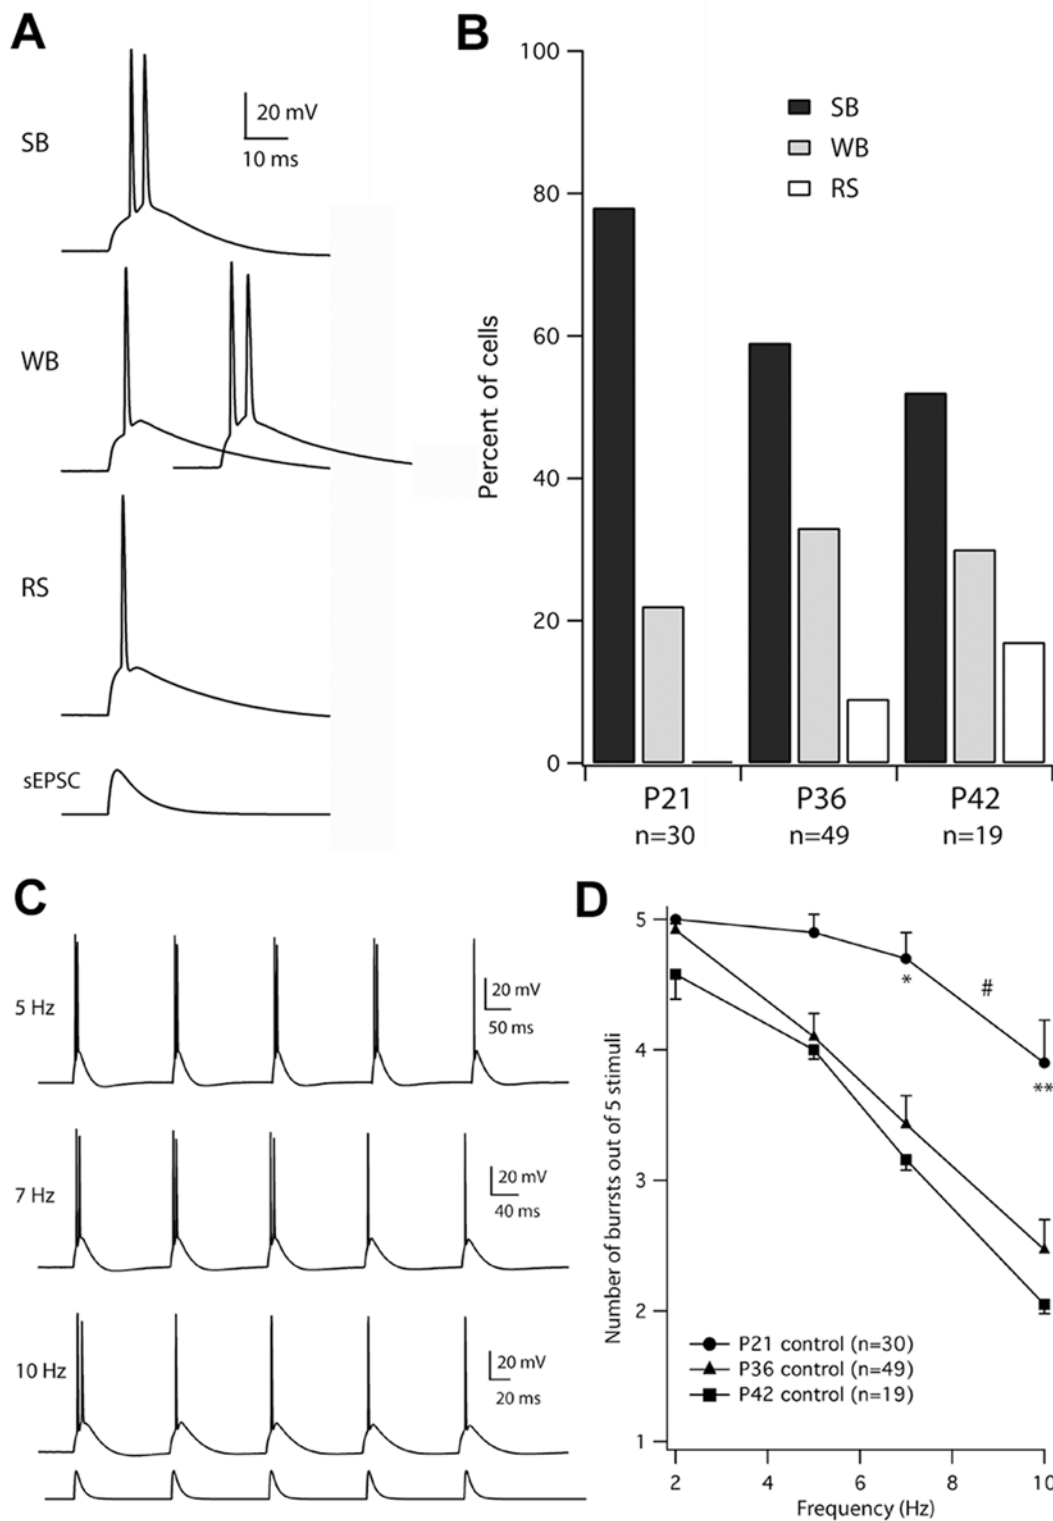 A
SB
20 mV
10 ms
WB
RS
sEPSC
B
100
80
60
40
20
0
Percent of cells
SB
WB
RS
P21
P36
P42
n=30
n=49
n=19
C
5 Hz
20 mV
50 ms
7 Hz
20 mV
40 ms
10 Hz
20 mV
20 ms
D
5
4
3
2
1
Number of burrsts out of 5 stimuli
*
#
**
P21 control (n=30)
P36 control (n=49)
P42 control (n=19)
2
4
6
8
10
Frequency (Hz)